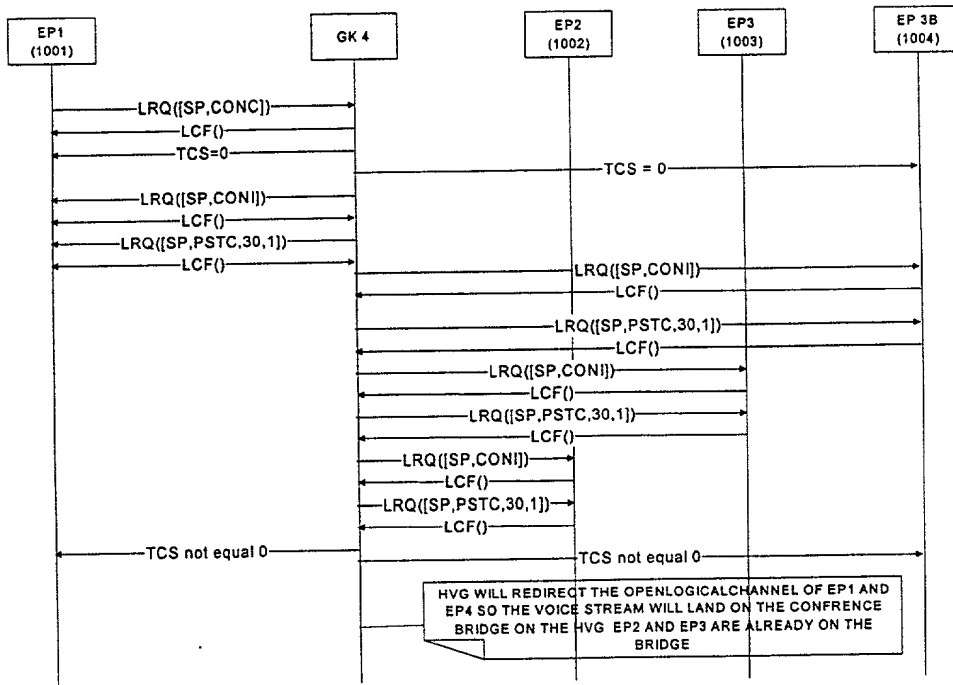 EP1
(1001)
GK 4
EP2
(1002)
EP3
(1003)
EP 3B
(1004)
LRQ([SP,CONC])
LCF()
TCS=0
TCS = 0
LRQ([SP,CONI])
LCF()
LRQ([SP,PSTC,30,1])
LCF()
LRQ([SP,CONI])
LCF()
LRQ([SP,PSTC,30,1])
LCF()
LRQ([SP,CONI])
LCF()
LRQ([SP,PSTC,30,1])
LCF()
LRQ([SP,CONI])
LCF()
LRQ([SP,PSTC,30,1])
LCF()
TCS not equal 0
TCS not equal 0
HVG WILL REDIRECT THE OPENLOGICALCHANNEL OF EP1 AND
EP4 SO THE VOICE STREAM WILL LAND ON THE CONFRENCE
BRIDGE ON THE HVG EP2 AND EP3 ARE ALREADY ON THE
BRIDGE